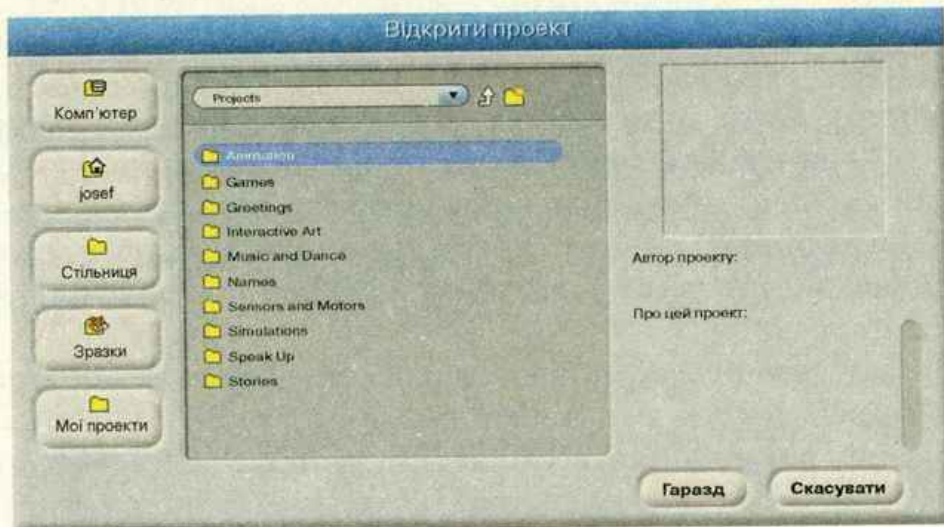 Відкрити проект
Комп'ютер
josef
Стільниця
Зразки
Мої проекти
Projects
Animation
Games
Greetings
Interactive Art
Music and Dance
Names
Sensors and Motors
Simulations
Speak Up
Stories
Автор проекту:
Про цей проект:
Гаразд
Скасувати